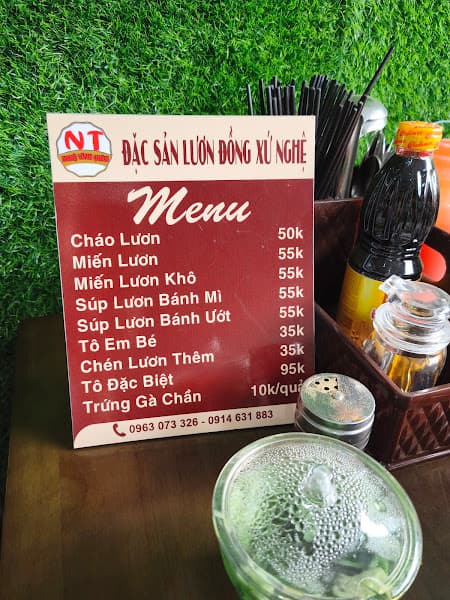 NT
ĐẶC SẢN LƯƠN ĐỒNG XỨ NGHỆ
Menu
Cháo Lươn 50k
Miến Lươn 55k
Miến Lươn Khô 55k
Súp Lươn Bánh Mì 55k
Súp Lươn Bánh Ướt 55k
Tô Em Bé 35k
Chén Lươn Thêm 35k
Tô Đặc Biệt 95k
Trứng Gà Chần 10k/quả
0963 073 326 - 0914 631 883